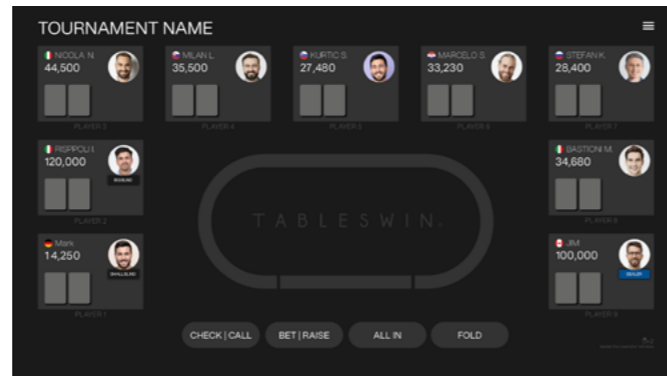 TOURNAMENT NAME
NICOLA N.
44,500
PLAYER 3
MILAN L
35,500
PLAYER 4
KURTIC S.
27,480
PLAYER 5
MARCELO S.
33,230
PLAYER 6
STEFAN K
28,400
PLAYER 7
RISPPOLI I.
120,000
BIG BLIND
PLAYER 2
BASTIONI M.
34,680
PLAYER 8
TABLESWIN
Mark
14,250
SMALL BLIND
PLAYER 1
JIM
100,000
DEALER
PLAYER 9
CHECK | CALL
BET | RAISE
ALL IN
FOLD